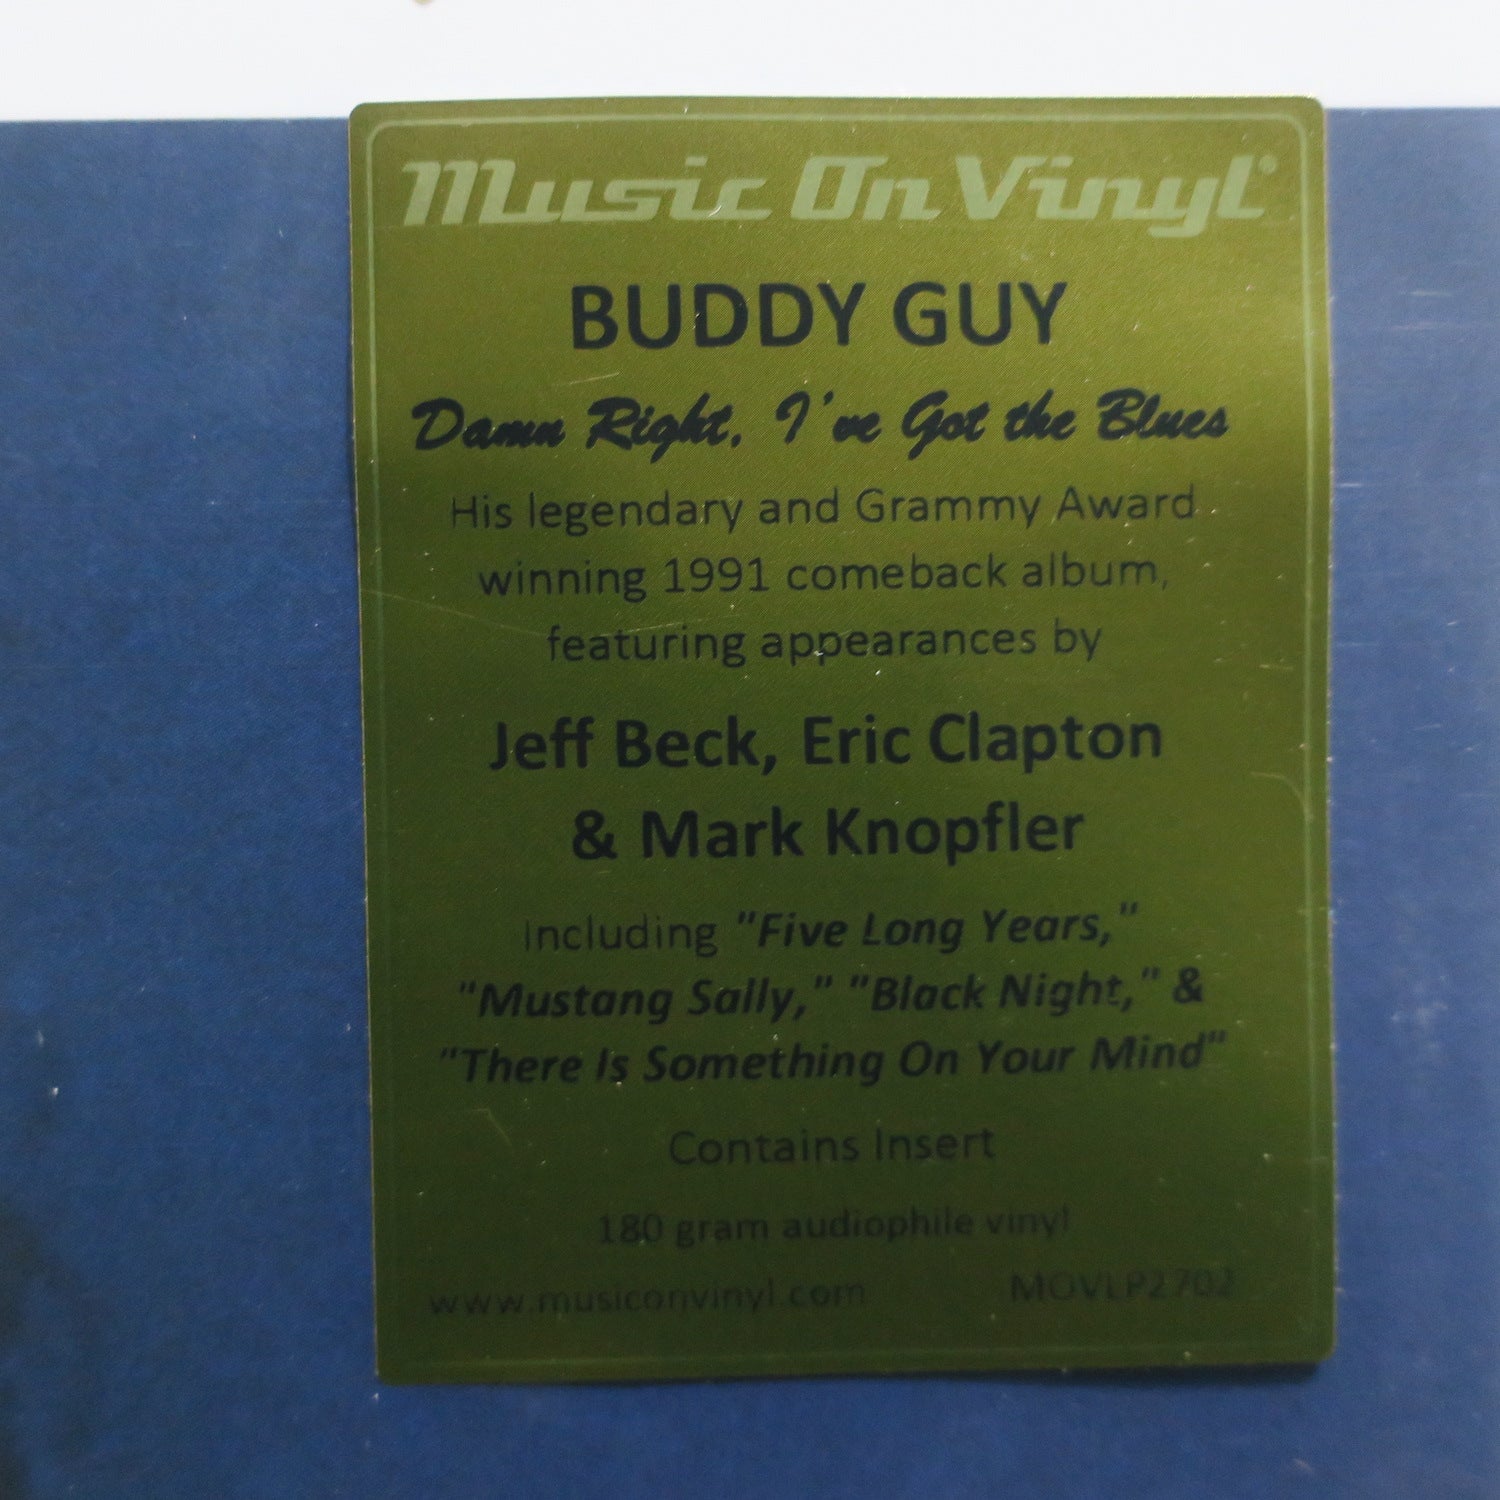 Music On Vinyl®
BUDDY GUY
Damn Right, I've Got the Blues
His legendary and Grammy Award
winning 1991 comeback album,
featuring appearances by
Jeff Beck, Eric Clapton
& Mark Knopfler
Including "Five Long Years,"
"Mustang Sally," "Black Night," &
"There Is Something On Your Mind"
Contains Insert
180 gram audiophile vinyl
www.musiconvinyl.com MOVLP2702